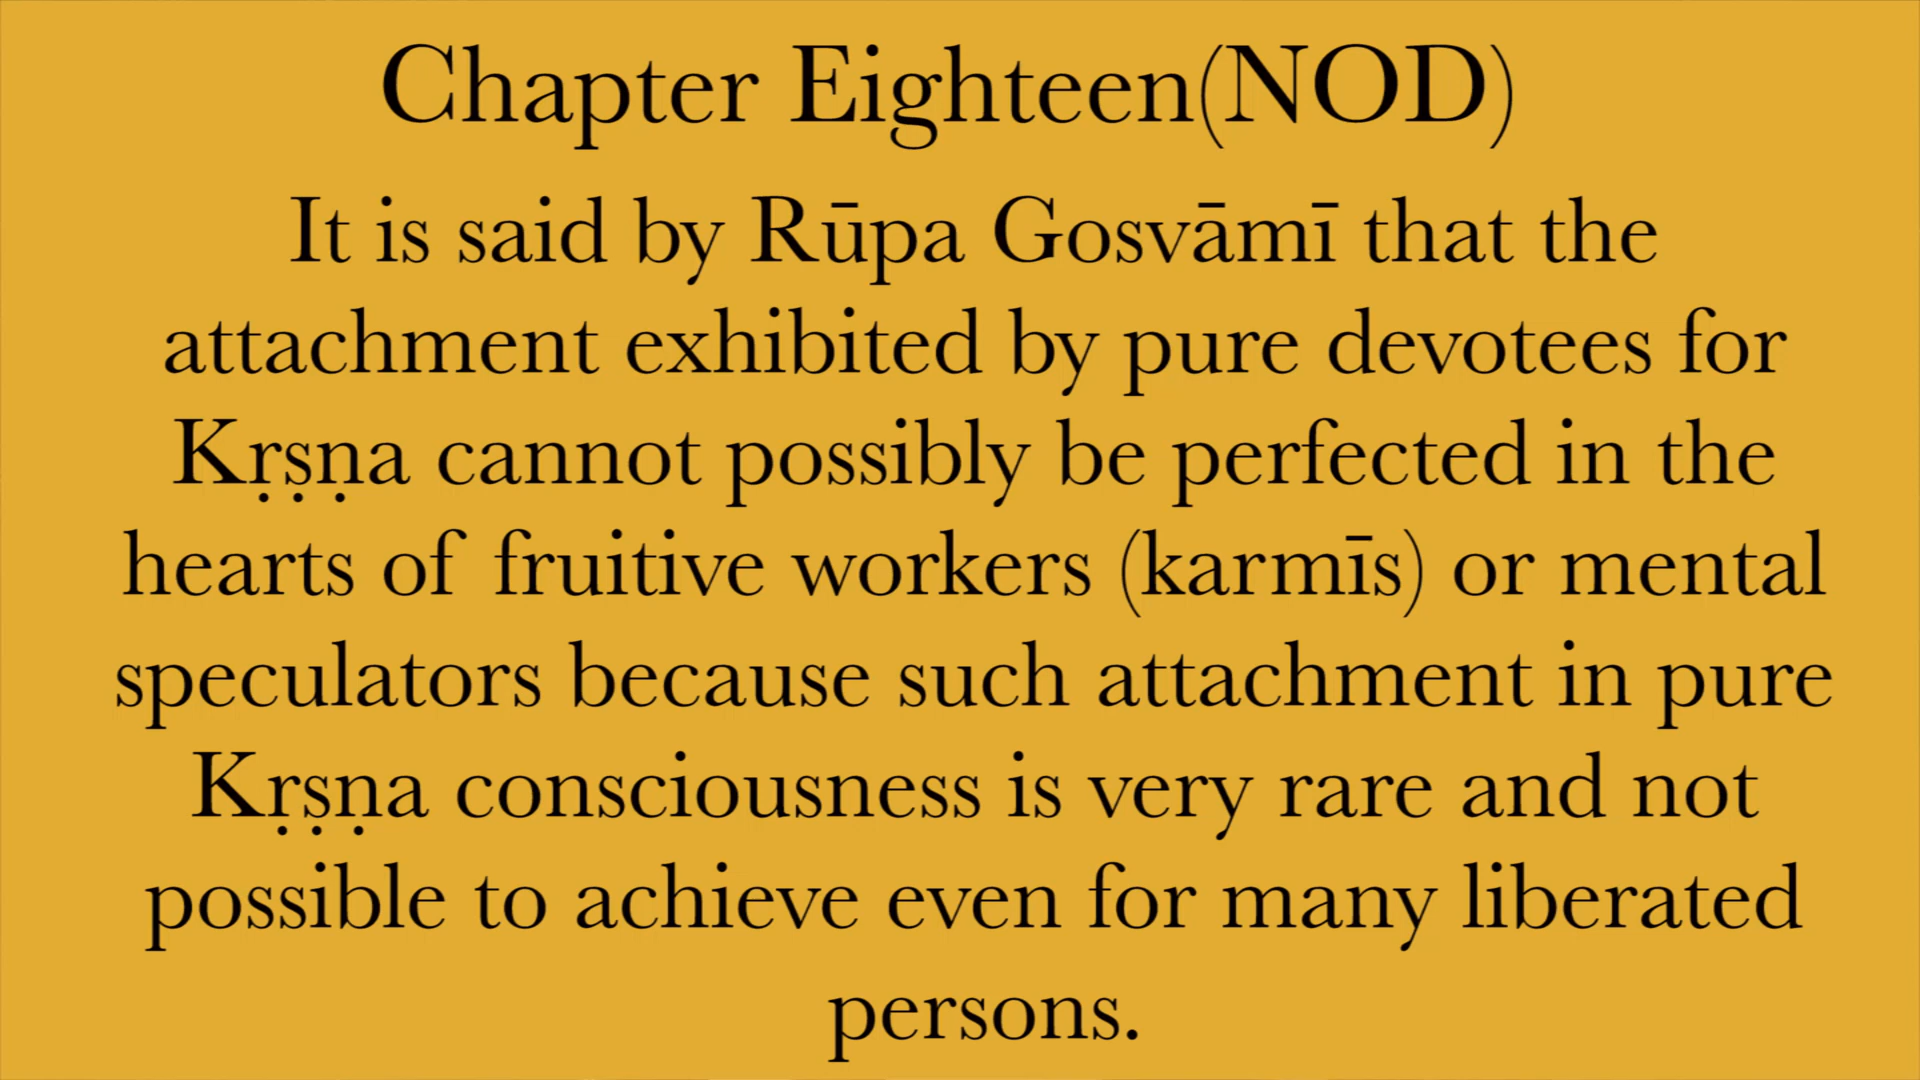 Chapter Eighteen(NOD)
It is said by Rūpa Gosvāmī that the
attachment exhibited by pure devotees for
Kṛṣṇa cannot possibly be perfected in the
hearts of fruitive workers (karmīs) or mental
speculators because such attachment in pure
Kṛṣṇa consciousness is very rare and not
possible to achieve even for many liberated
persons.